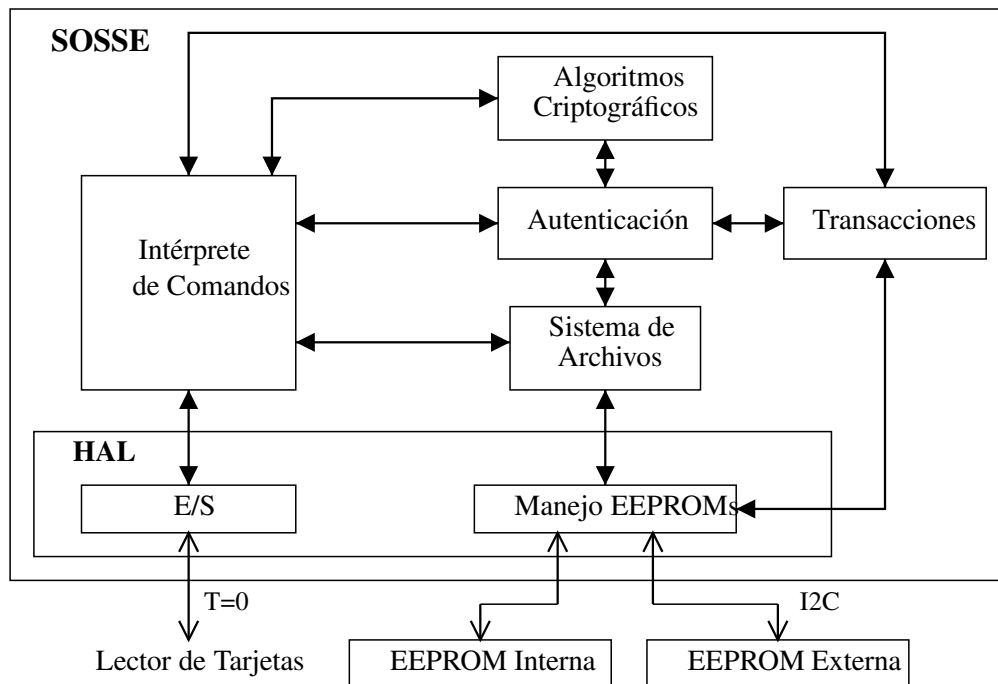 SOSSE
Algoritmos
Criptográficos
Intérprete
de Comandos
Autenticación
Transacciones
Sistema de
Archivos
HAL
E/S
Manejo EEPROMs
T=0
I2C
Lector de Tarjetas
EEPROM Interna
EEPROM Externa